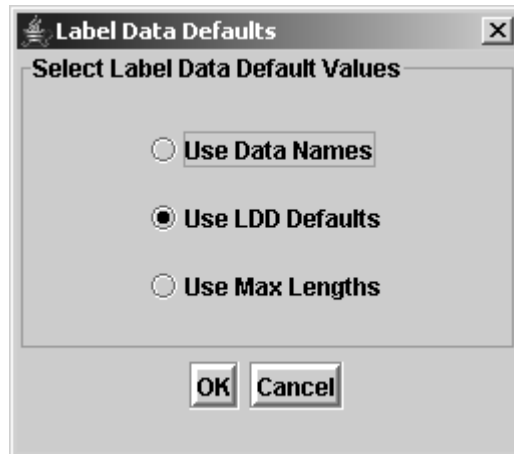 Label Data Defaults
Select Label Data Default Values
Use Data Names
Use LDD Defaults
Use Max Lengths
OK Cancel